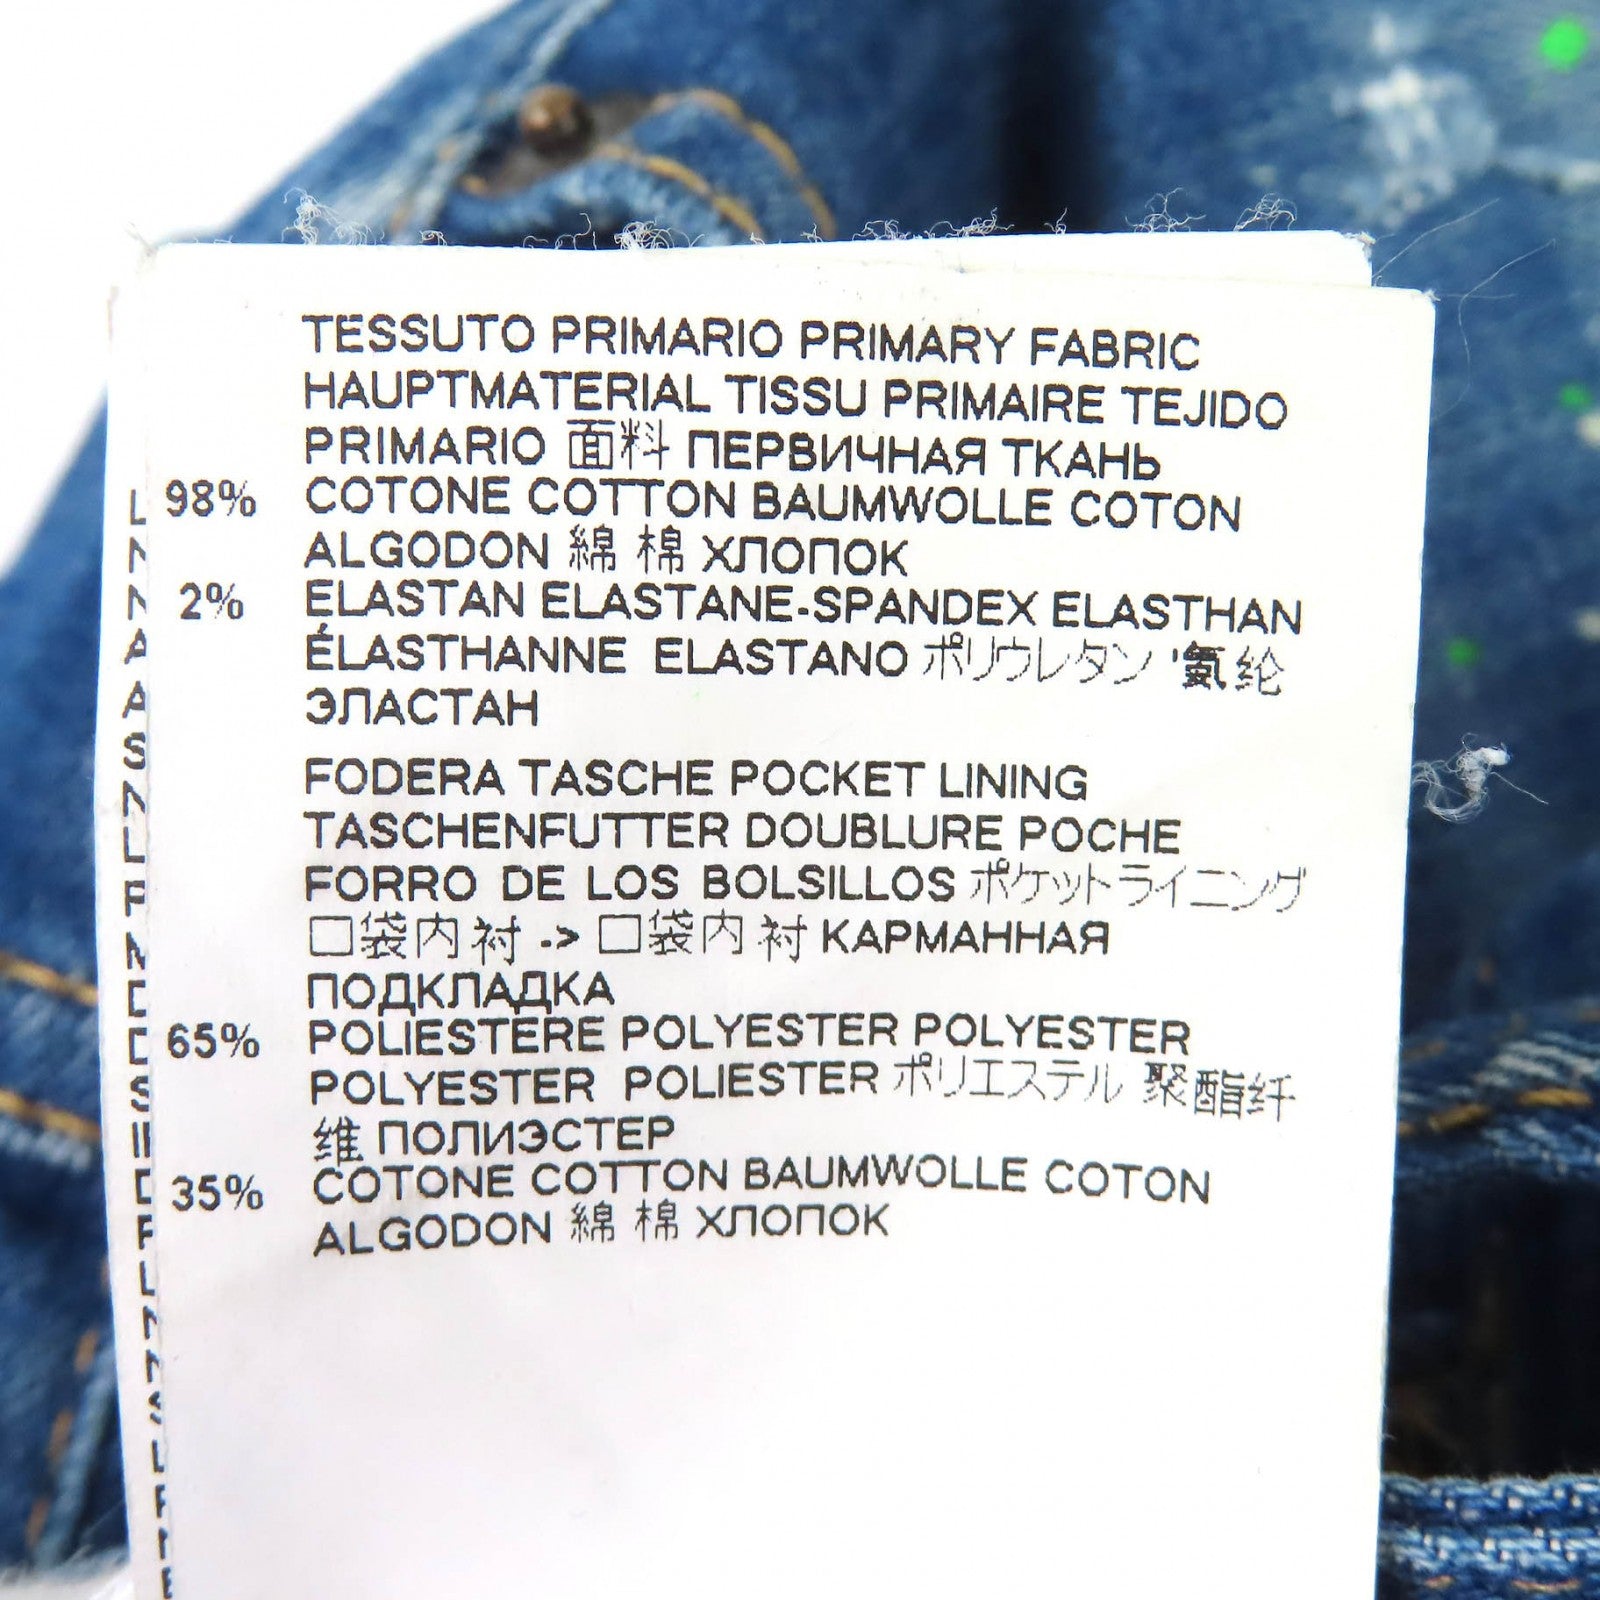 TESSUTO PRIMARIO PRIMARY FABRIC
HAUPTMATERIAL TISSU PRIMAIRE TEJIDO
PRIMARIO 面料 ПЕРВИЧНАЯ ТКАНЬ
98% COTONE COTTON BAUMWOLLE COTON
ALGODON 綿 棉 ХЛОПОК
2% ELASTAN ELASTANE-SPANDEX ELASTHAN
ÉLASTHANNE ELASTANO ポリウレタン '氨纶
ЭЛАСТАН
FODERA TASCHE POCKET LINING
TASCHENFUTTER DOUBLURE POCHE
FORRO DE LOS BOLSILLOS ポケットライニング
口袋内衬 -> 口袋内衬 КАРМАННАЯ
ПОДКЛАДКА
65% POLIESTERE POLYESTER POLYESTER
POLYESTER POLIESTER ポリエステル 聚酯纤
维 ПОЛИЭСТЕР
35% COTONE COTTON BAUMWOLLE COTON
ALGODON 綿 棉 ХЛОПОК